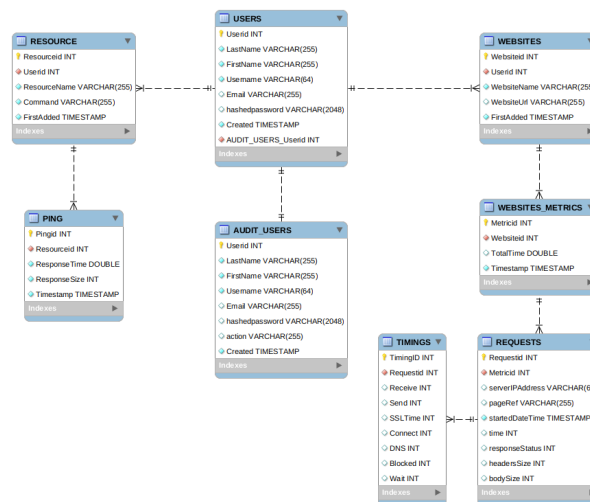 RESOURCE
Resourceid INT
Userid INT
ResourceName VARCHAR(255)
Command VARCHAR(255)
FirstAdded TIMESTAMP
Indexes
USERS
Userid INT
LastName VARCHAR(255)
FirstName VARCHAR(255)
Username VARCHAR(64)
Email VARCHAR(255)
hashedpassword VARCHAR(2048)
Created TIMESTAMP
AUDIT_USERS_Userid INT
Indexes
WEBSITES
Websiteid INT
Userid INT
WebsiteName VARCHAR(255)
WebsiteUrl VARCHAR(255)
FirstAdded TIMESTAMP
Indexes
PING
Pingid INT
Resourceid INT
ResponseTime DOUBLE
ResponseSize INT
Timestamp TIMESTAMP
Indexes
AUDIT_USERS
Userid INT
LastName VARCHAR(255)
FirstName VARCHAR(255)
Username VARCHAR(64)
Email VARCHAR(255)
hashedpassword VARCHAR(2048)
action VARCHAR(255)
Created TIMESTAMP
Indexes
WEBSITES_METRICS
Metricid INT
Websiteid INT
TotalTime DOUBLE
Timestamp TIMESTAMP
Indexes
TIMINGS
TimingID INT
Requestid INT
Receive INT
Send INT
SSLTime INT
Connect INT
DNS INT
Blocked INT
Wait INT
Indexes
REQUESTS
Requestid INT
Metricid INT
serverIPAddress VARCHAR(6
pageRef VARCHAR(255)
startedDateTime TIMESTAMP
time INT
responseStatus INT
headersSize INT
bodySize INT
Indexes